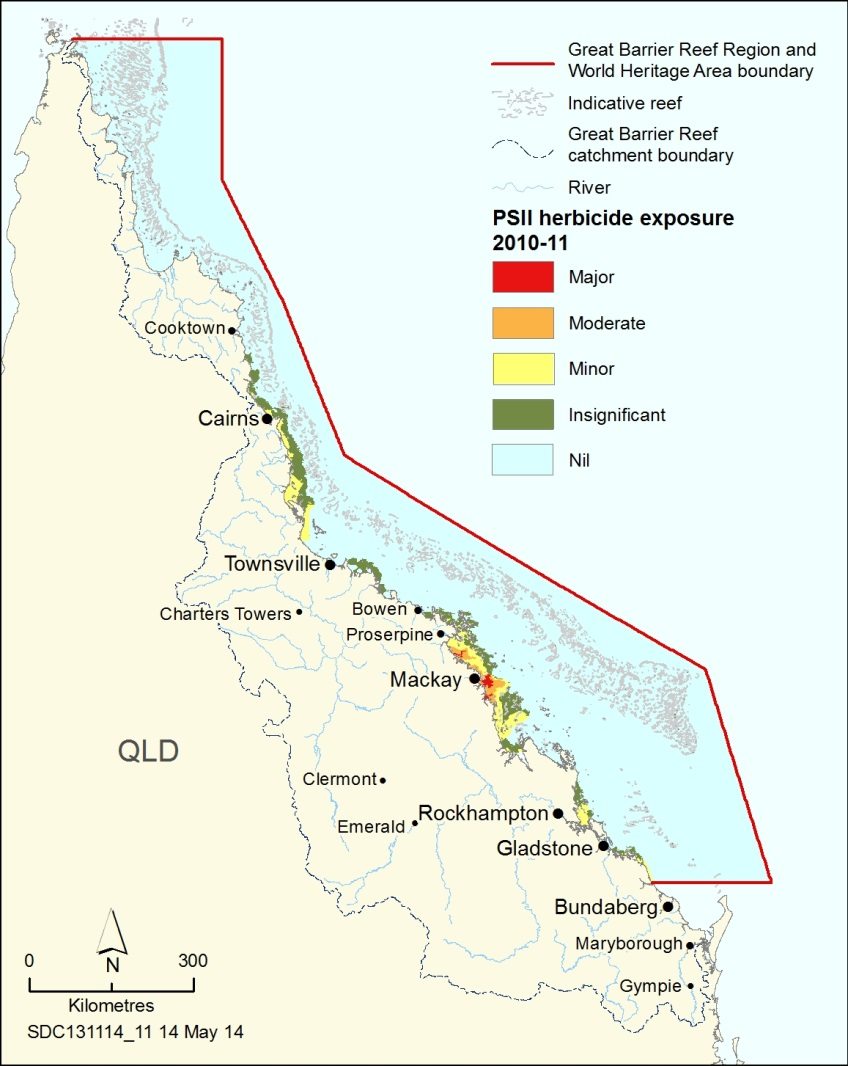 Great Barrier Reef Region and
World Heritage Area boundary
Indicative reef
Great Barrier Reef
catchment boundary
River
PSII herbicide exposure
2010-11
Major
Moderate
Minor
Insignificant
Nil
Cooktown
Cairns
Townsville
Charters Towers
Bowen
Proserpine
Mackay
QLD
Clermont
Emerald
Rockhampton
Gladstone
Bundaberg
Maryborough
Gympie
0 300
N
Kilometres
SDC131114_11 14 May 14